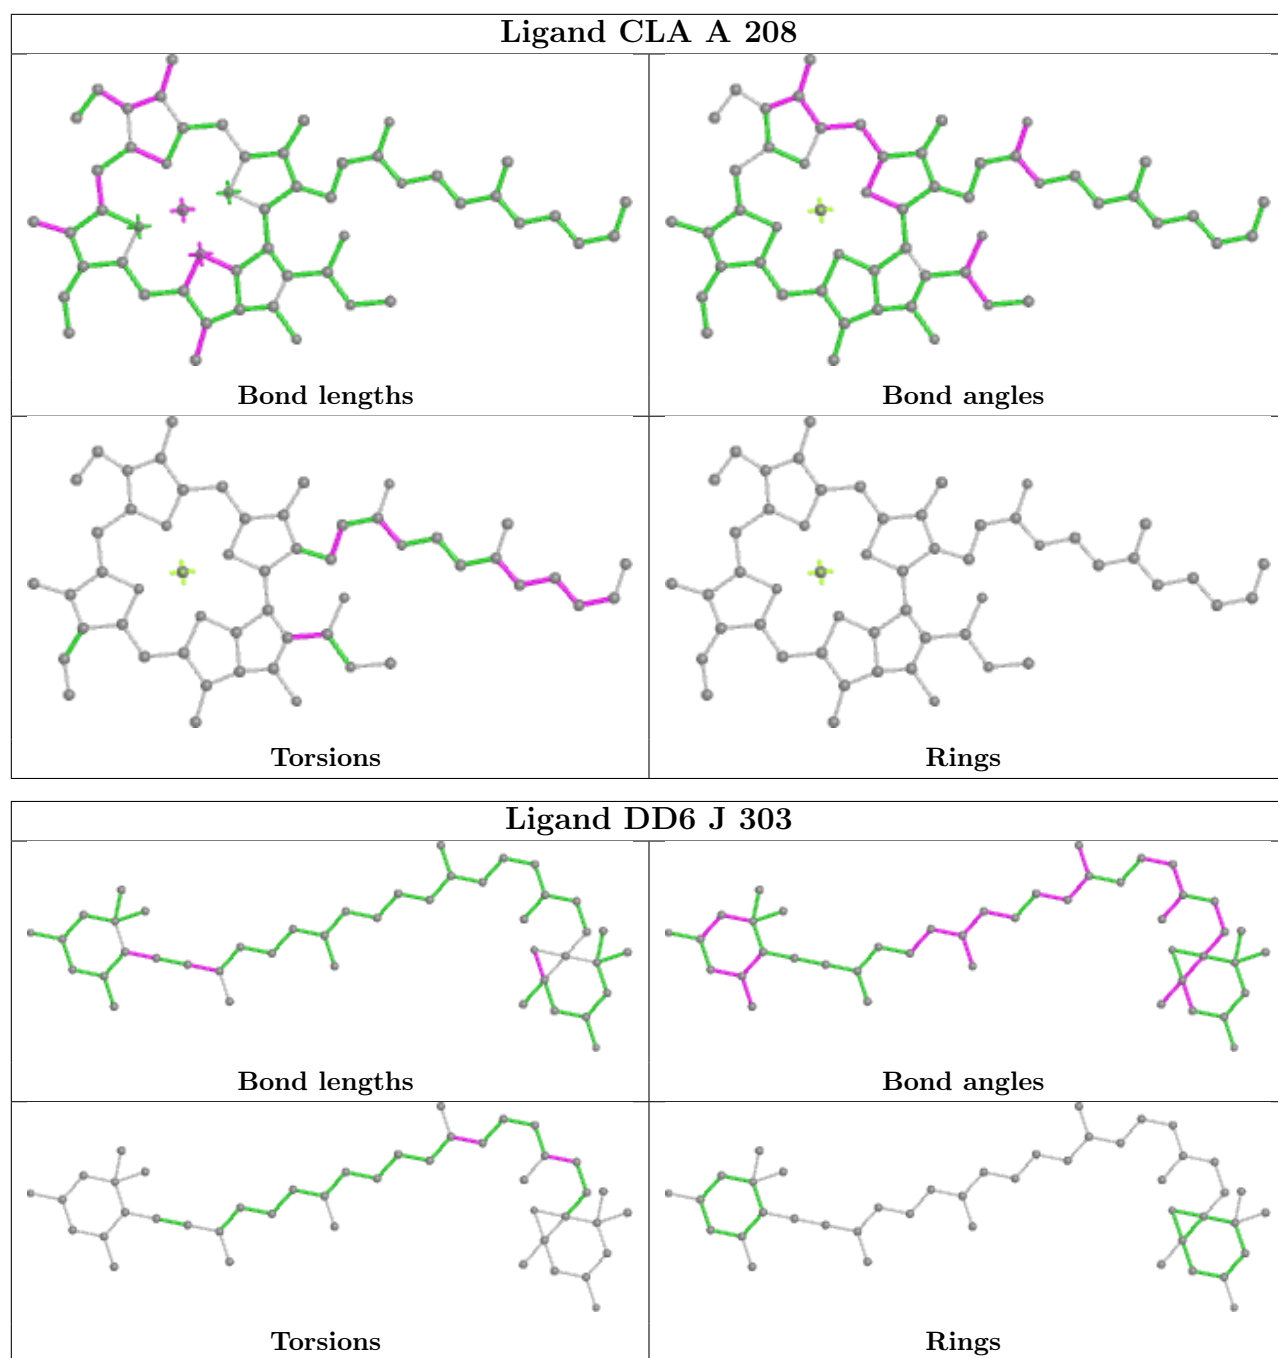 Ligand CLA A 208
Bond lengths
Bond angles
Torsions
Rings
Ligand DD6 J 303
Bond lengths
Bond angles
Torsions
Rings